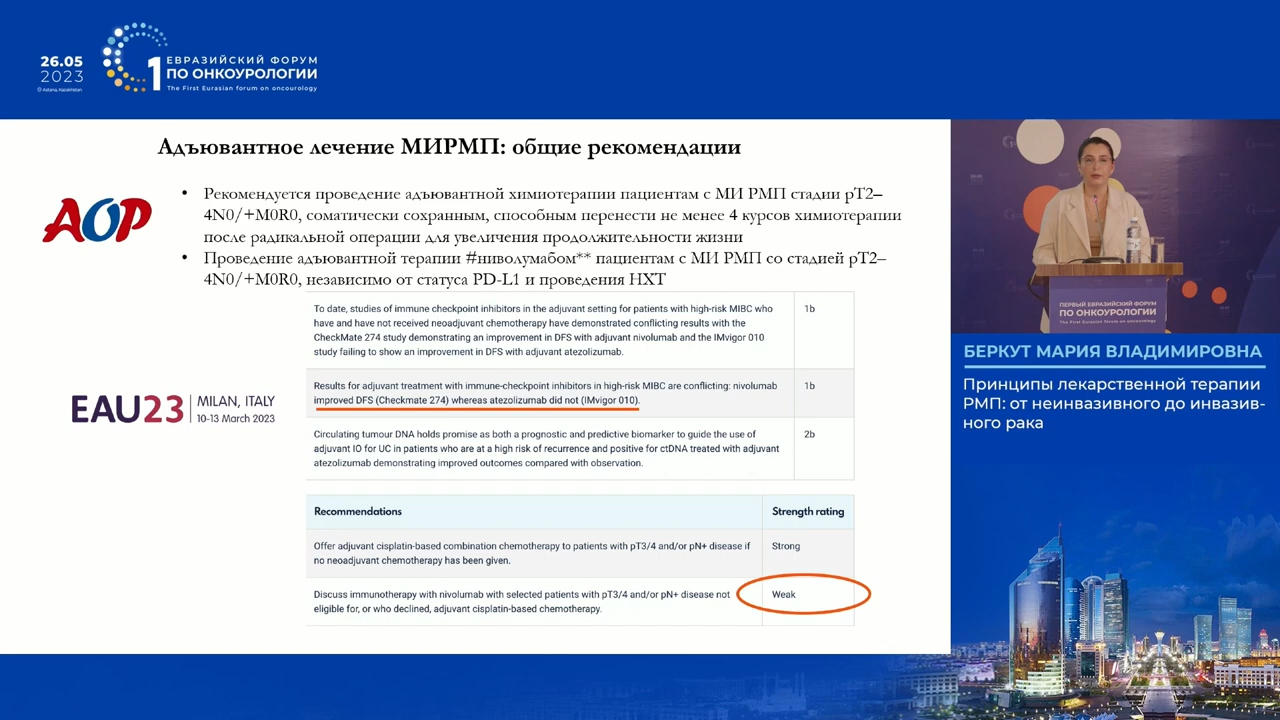 26.05
2023
Astana, Kazakhstan
1
ЕВРАЗИЙСКИЙ ФОРУМ
ПО ОНКОУРОЛОГИИ
The First Eurasian forum on oncourology
Адъювантное лечение МИРМП: общие рекомендации
АОР
• Рекомендуется проведение адъювантной химиотерапии пациентам с МИ РМП стадии pT2–
4N0/+M0R0, соматически сохранным, способным перенести не менее 4 курсов химиотерапии
после радикальной операции для увеличения продолжительности жизни
• Проведение адъювантной терапии #ниволумабом** пациентам с МИ РМП со стадией pT2–
4N0/+M0R0, независимо от статуса PD-L1 и проведения НХТ
To date, studies of immune checkpoint inhibitors in the adjuvant setting for patients with high-risk MIBC who 1b
have and have not received neoadjuvant chemotherapy have demonstrated conflicting results with the
CheckMate 274 study demonstrating an improvement in DFS with adjuvant nivolumab and the IMvigor 010
study failing to show an improvement in DFS with adjuvant atezolizumab.
Results for adjuvant treatment with immune-checkpoint inhibitors in high-risk MIBC are conflicting: nivolumab 1b
improved DFS (Checkmate 274) whereas atezolizumab did not (IMvigor 010).
Circulating tumour DNA holds promise as both a prognostic and predictive biomarker to guide the use of 2b
adjuvant IO for UC in patients who are at a high risk of recurrence and positive for ctDNA treated with adjuvant
atezolizumab demonstrating improved outcomes compared with observation.
EAU23
MILAN, ITALY
10-13 March 2023
Recommendations Strength rating
Offer adjuvant cisplatin-based combination chemotherapy to patients with pT3/4 and/or pN+ disease if Strong
no neoadjuvant chemotherapy has been given.
Discuss immunotherapy with nivolumab with selected patients with pT3/4 and/or pN+ disease not Weak
eligible for, or who declined, adjuvant cisplatin-based chemotherapy.
ПЕРВЫЙ ЕВРАЗИЙСКИЙ ФОРУМ
ПО ОНКОУРОЛОГИИ
The First Eurasian forum on oncourology
БЕРКУТ МАРИЯ ВЛАДИМИРОВНА
Принципы лекарственной терапии
РМП: от неинвазивного до инвазив-
ного рака